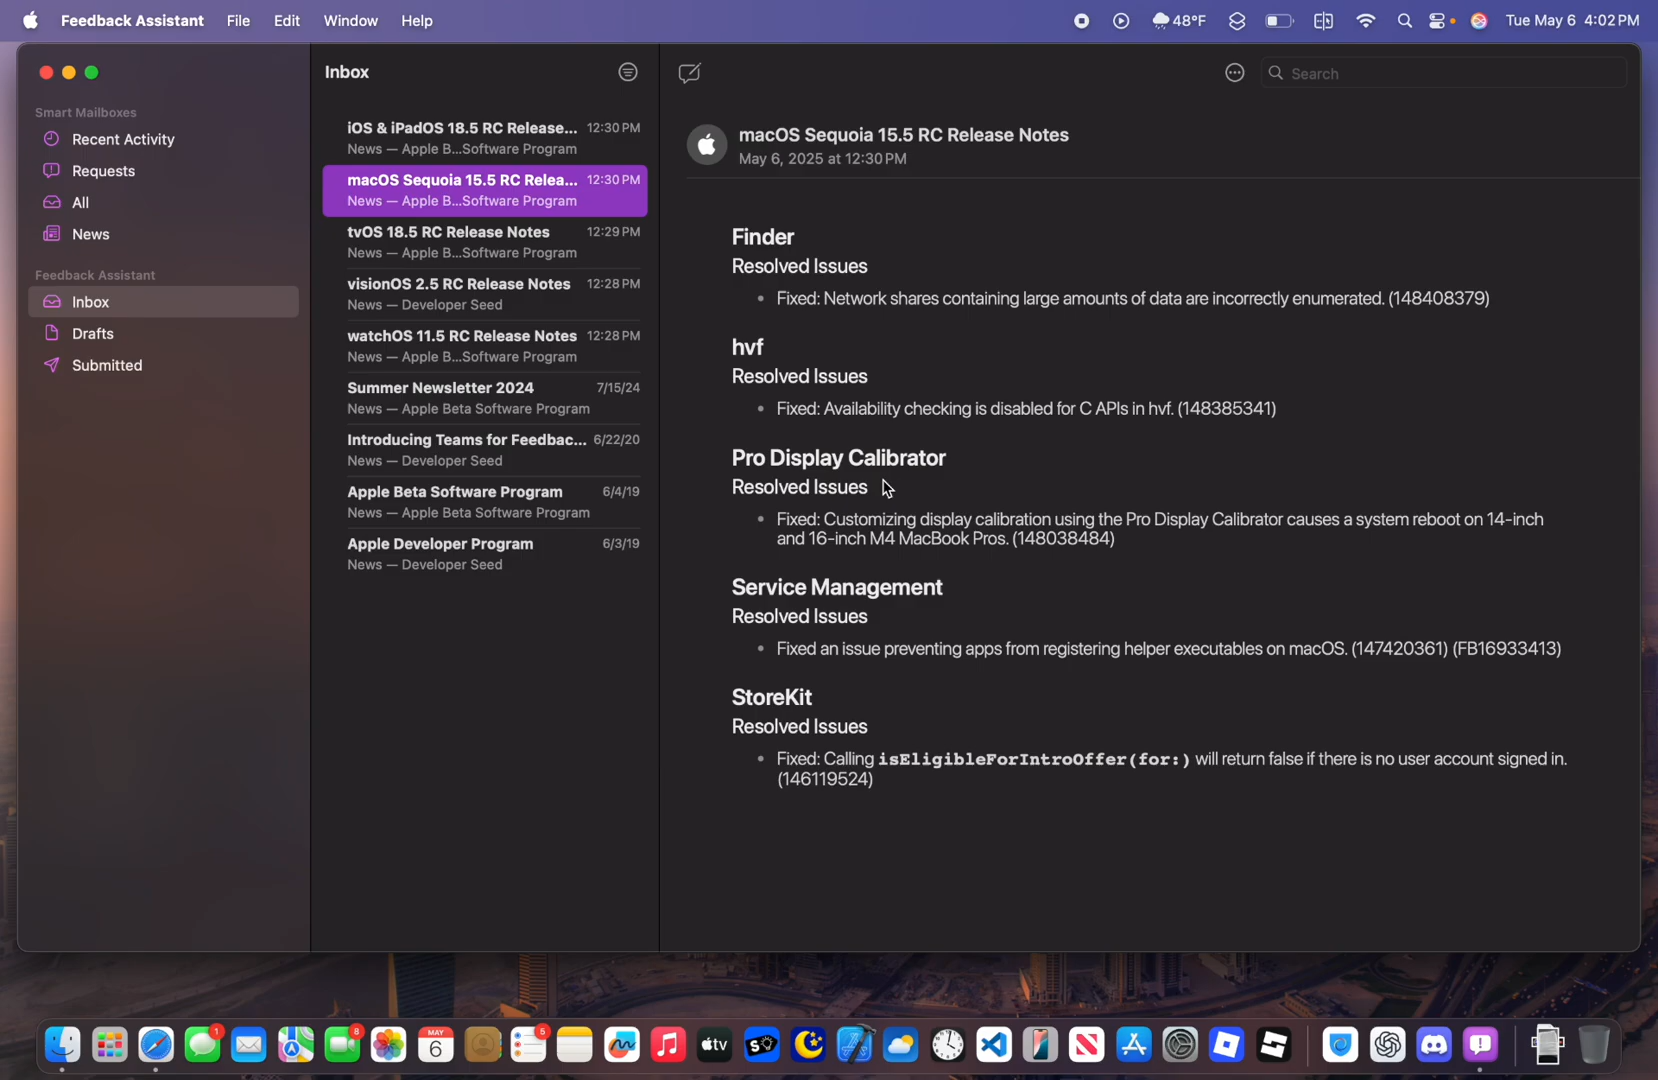 Feedback Assistant File Edit Window Help
48°F Tue May 6 4:02 PM
Smart Mailboxes
Recent Activity
Requests
All
News
Feedback Assistant
Inbox
Drafts
Submitted
Inbox
iOS & iPadOS 18.5 RC Release... 12:30 PM
News — Apple B...Software Program
macOS Sequoia 15.5 RC Relea... 12:30 PM
News — Apple B...Software Program
tvOS 18.5 RC Release Notes 12:29 PM
News — Apple B...Software Program
visionOS 2.5 RC Release Notes 12:28 PM
News — Developer Seed
watchOS 11.5 RC Release Notes 12:28 PM
News — Apple B...Software Program
Summer Newsletter 2024 7/15/24
News — Apple Beta Software Program
Introducing Teams for Feedbac... 6/22/20
News — Developer Seed
Apple Beta Software Program 6/4/19
News — Apple Beta Software Program
Apple Developer Program 6/3/19
News — Developer Seed
Search
macOS Sequoia 15.5 RC Release Notes
May 6, 2025 at 12:30 PM
Finder
Resolved Issues
• Fixed: Network shares containing large amounts of data are incorrectly enumerated. (148408379)
hvf
Resolved Issues
• Fixed: Availability checking is disabled for C APIs in hvf. (148385341)
Pro Display Calibrator
Resolved Issues
• Fixed: Customizing display calibration using the Pro Display Calibrator causes a system reboot on 14-inch
and 16-inch M4 MacBook Pros. (148038484)
Service Management
Resolved Issues
• Fixed an issue preventing apps from registering helper executables on macOS. (147420361) (FB16933413)
StoreKit
Resolved Issues
• Fixed: Calling isEligibleForIntroOffer(for:) will return false if there is no user account signed in.
(146119524)
1 8 MAY 6 5 tv